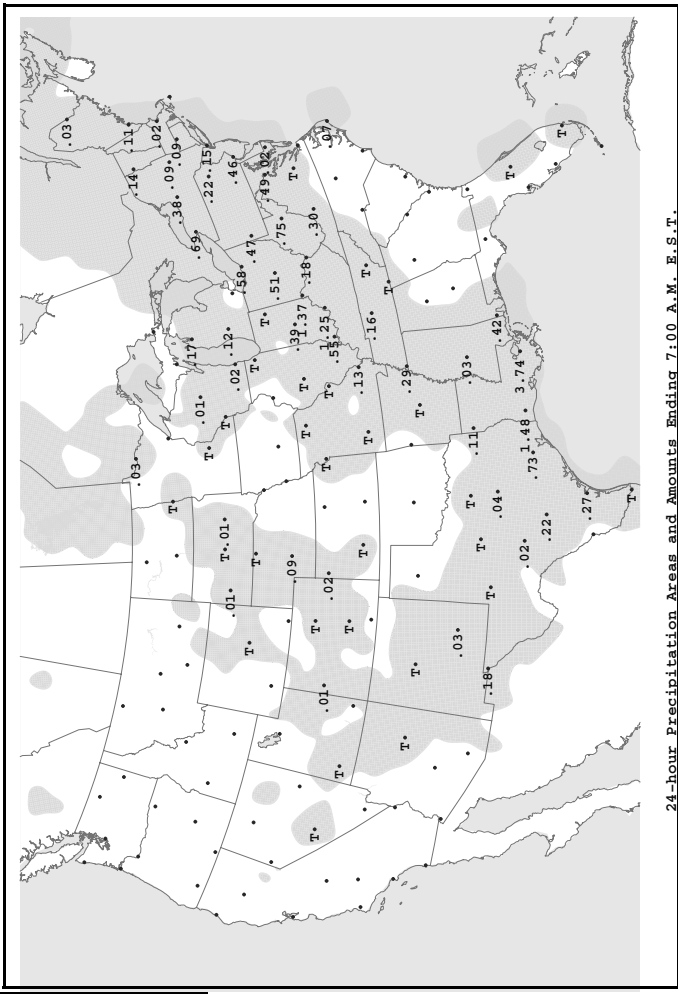 .03
.11
.14
.03
.02
.09
T
.09
.38
.17
.69
.01
.15
T
.22
T
T .01
.12
.01
.46
.02
.58
T
.47
T
T
.49 .02
T
.51
.75
.09
T
.39
1.37
T
T
.18
.30
T
T
.01
1.25
T
.07
.02
T
.55
T
T
.13
T
T
T
.16
T
T
.29
T
T
.03
.03
T
.11
T
.18
T
.42
.04
T
3.74
.02
1.48
.73
.22
T
.27
T
24-hour Precipitation Areas and Amounts Ending 7:00 A.M. E.S.T.